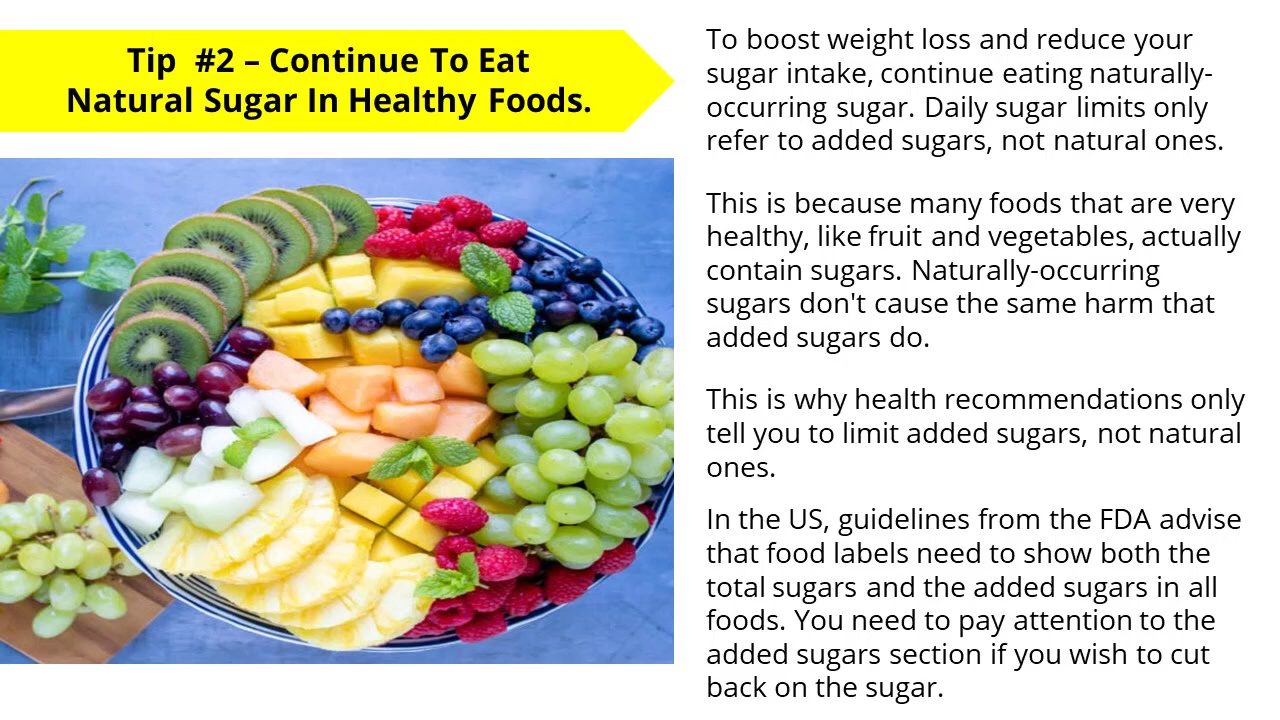 Tip #2 – Continue To Eat
Natural Sugar In Healthy Foods.
To boost weight loss and reduce your
sugar intake, continue eating naturally-
occurring sugar. Daily sugar limits only
refer to added sugars, not natural ones.
This is because many foods that are very
healthy, like fruit and vegetables, actually
contain sugars. Naturally-occurring
sugars don't cause the same harm that
added sugars do.
This is why health recommendations only
tell you to limit added sugars, not natural
ones.
In the US, guidelines from the FDA advise
that food labels need to show both the
total sugars and the added sugars in all
foods. You need to pay attention to the
added sugars section if you wish to cut
back on the sugar.